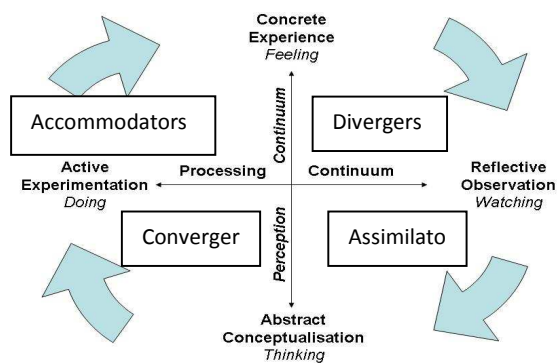 Concrete
Experience
Feeling
Accommodators
Divergers
Continuum
Active
Experimentation
Doing
Processing
Continuum
Reflective
Observation
Watching
Converger
Perception
Assimilato
Abstract
Conceptualisation
Thinking